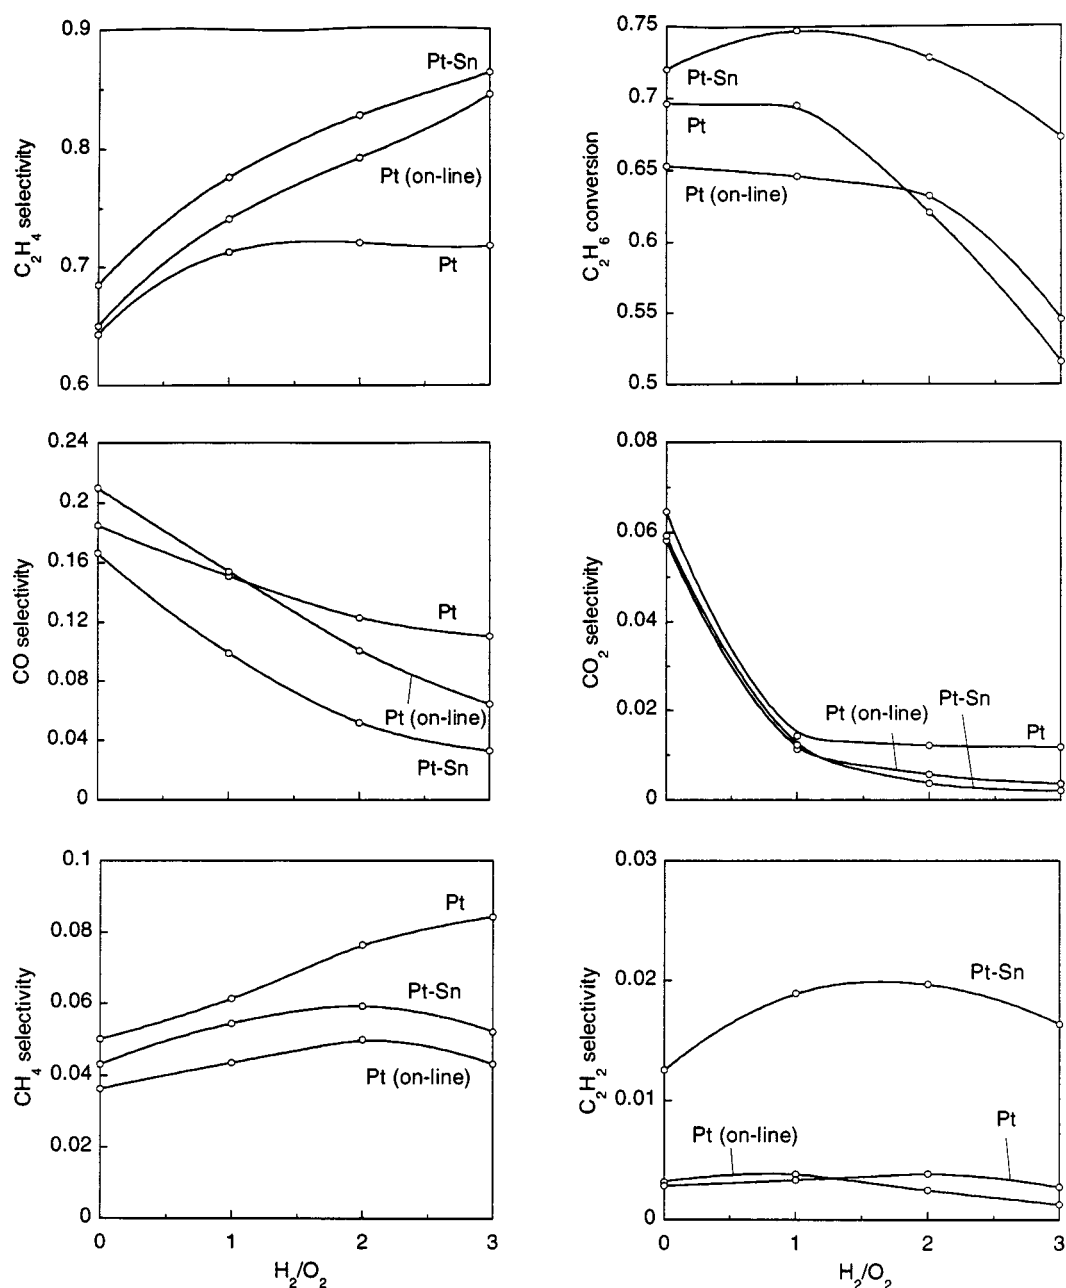 0.9
0.8
0.7
0.6
C2H4 selectivity
Pt-Sn
Pt (on-line)
Pt
0.75
0.7
0.65
0.6
0.55
0.5
C2H6 conversion
Pt-Sn
Pt
Pt (on-line)
0.24
0.2
0.16
0.12
0.08
0.04
0
CO selectivity
Pt
Pt (on-line)
Pt-Sn
0.08
0.06
0.04
0.02
0
CO2 selectivity
Pt (on-line)
Pt-Sn
Pt
0.1
0.08
0.06
0.04
0.02
0
CH4 selectivity
Pt
Pt-Sn
Pt (on-line)
0 1 2 3
H2/O2
0.03
0.02
0.01
0
C2H2 selectivity
Pt-Sn
Pt (on-line)
Pt
0 1 2 3
H2/O2